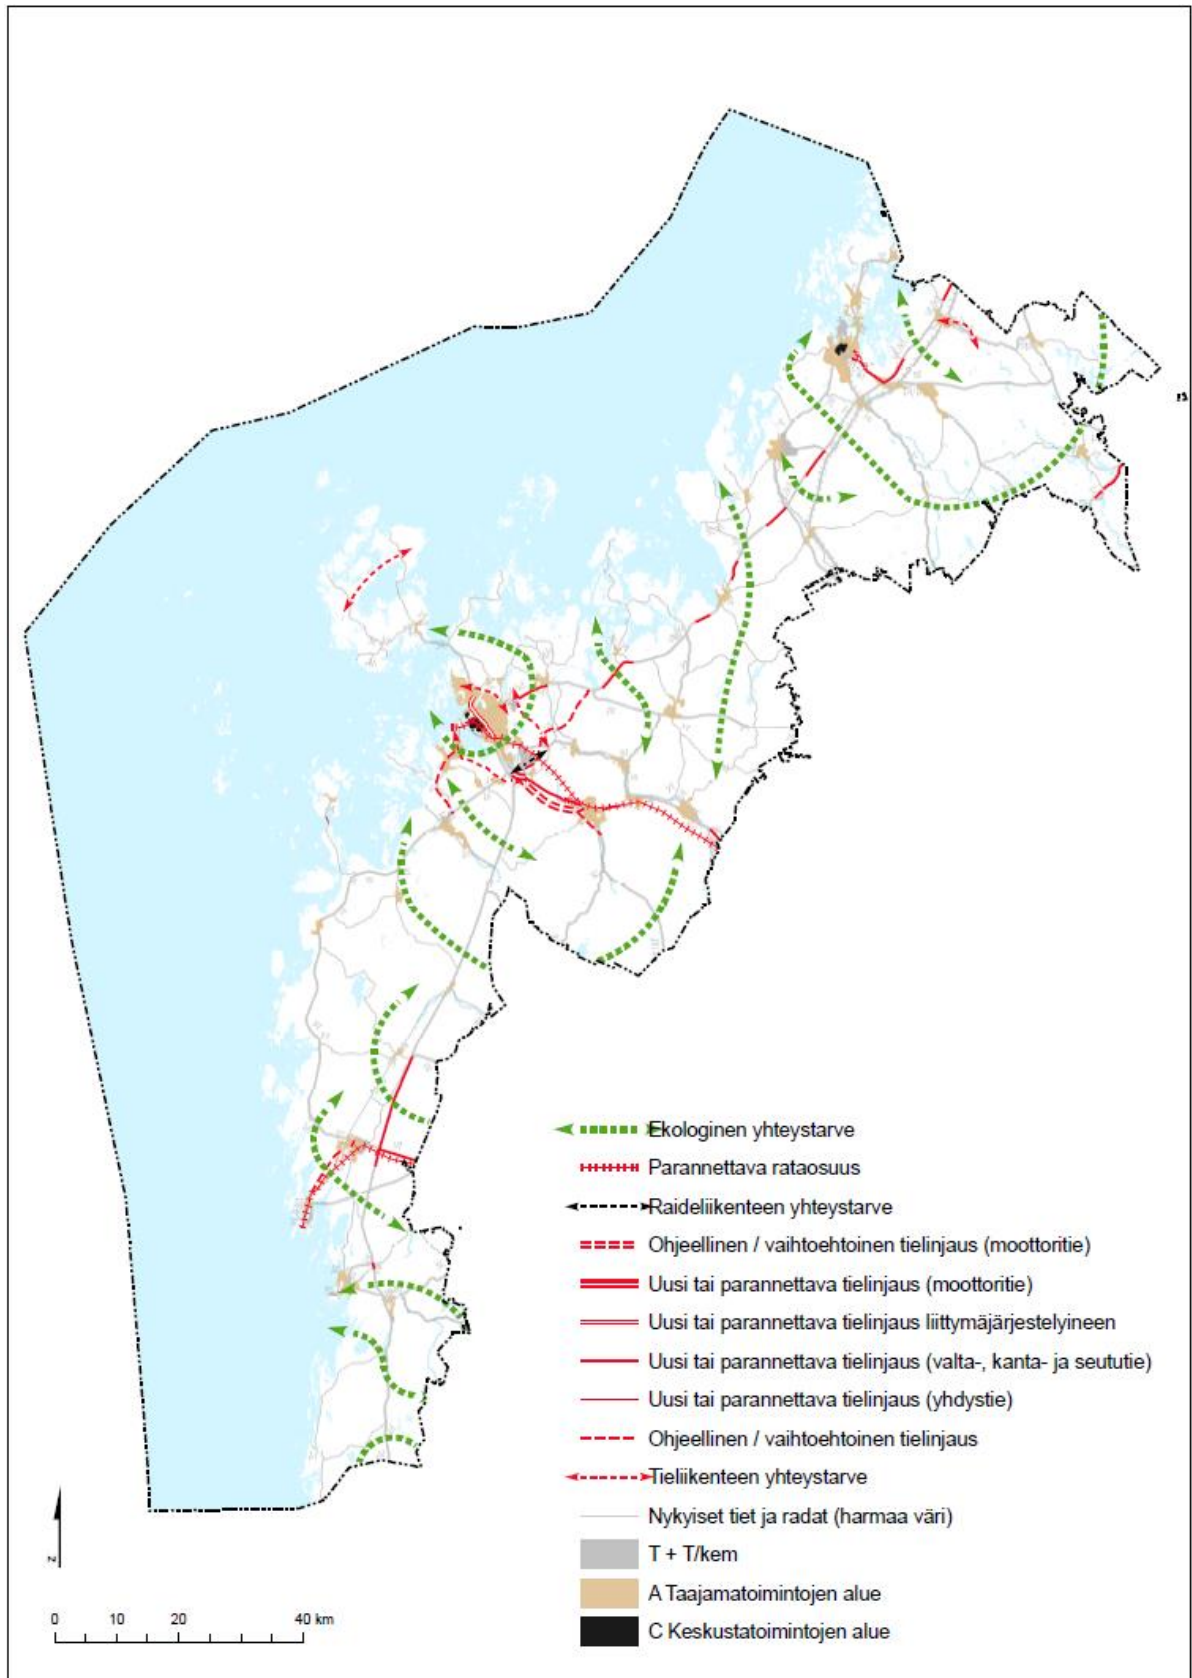 Ekologinen yhteystarve
Parannettava rataosuus
Raideliikenteen yhteystarve
Ohjeellinen / vaihtoehtoinen tielinjaus (moottoritie)
Uusi tai parannettava tielinjaus (moottoritie)
Uusi tai parannettava tielinjaus liittymäjärjestelyineen
Uusi tai parannettava tielinjaus (valta-, kanta- ja seututie)
Uusi tai parannettava tielinjaus (yhdystie)
Ohjeellinen / vaihtoehtoinen tielinjaus
Tieliikenteen yhteystarve
Nykyiset tiet ja radat (harmaa väri)
T + T/kem
A Taajamatoimintojen alue
C Keskustatoimintojen alue
N
0 10 20 40 km